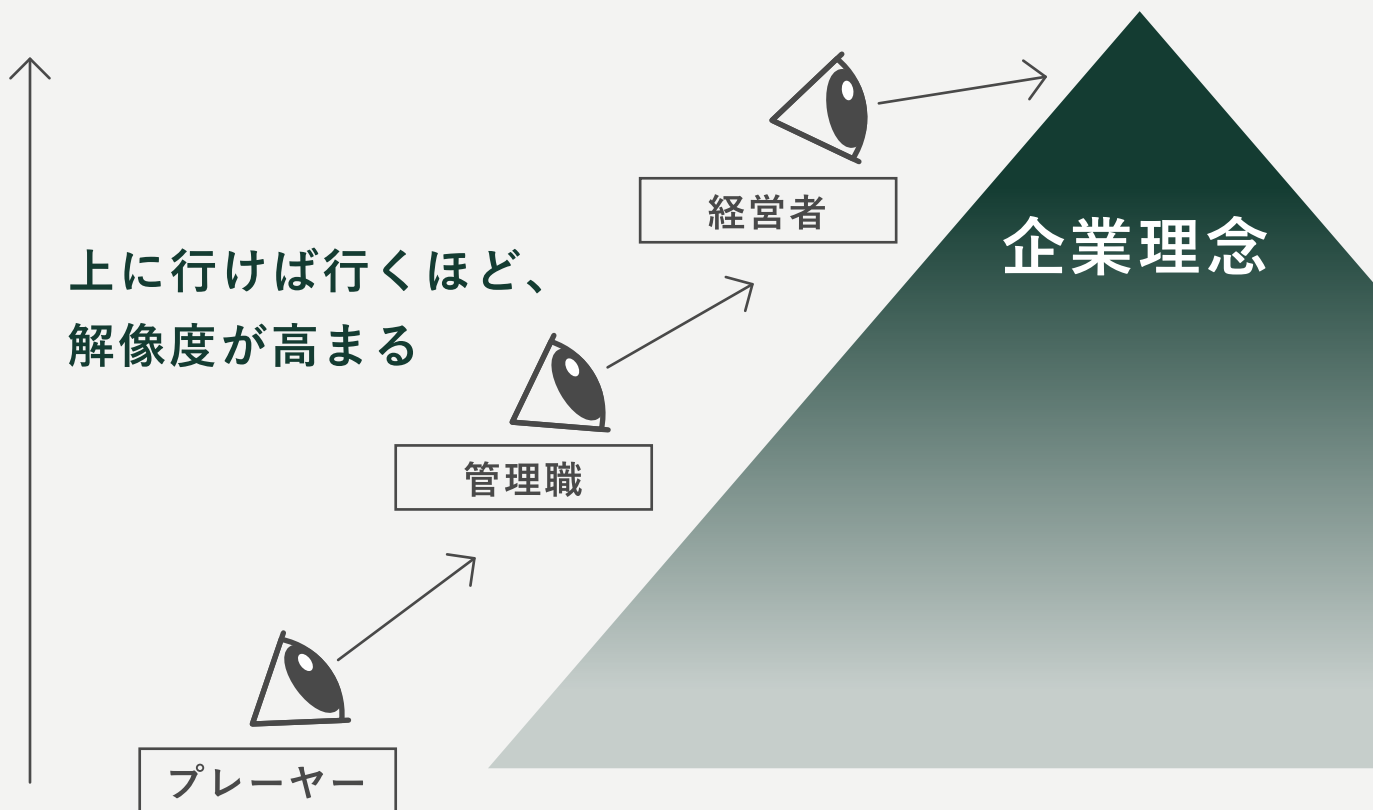 経営者
企業理念
上に行けば行くほど、
解像度が高まる
管理職
プレーヤー